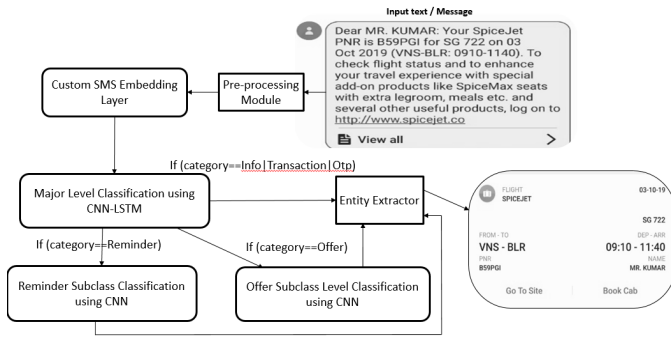 Input text / Message
Dear MR. KUMAR: Your SpiceJet
PNR is B59PGI for SG 722 on 03
Oct 2019 (VNS-BLR: 0910-1140). To
check flight status and to enhance
your travel experience with special
add-on products like SpiceMax seats
with extra legroom, meals etc. and
several other useful products, log on to
http://www.spicejet.co
View all
Pre-processing
Module
Custom SMS Embedding
Layer
If (category==Info|Transaction|Otp)
Major Level Classification using
CNN-LSTM
Entity Extractor
If (category==Reminder)
If (category==Offer)
Reminder Subclass Classification
using CNN
Offer Subclass Level Classification
using CNN
FLIGHT
SPICEJET
03-10-19
SG 722
FROM - TO
DEP - ARR
VNS - BLR
09:10 - 11:40
PNR
NAME
B59PGI
MR. KUMAR
Go To Site
Book Cab